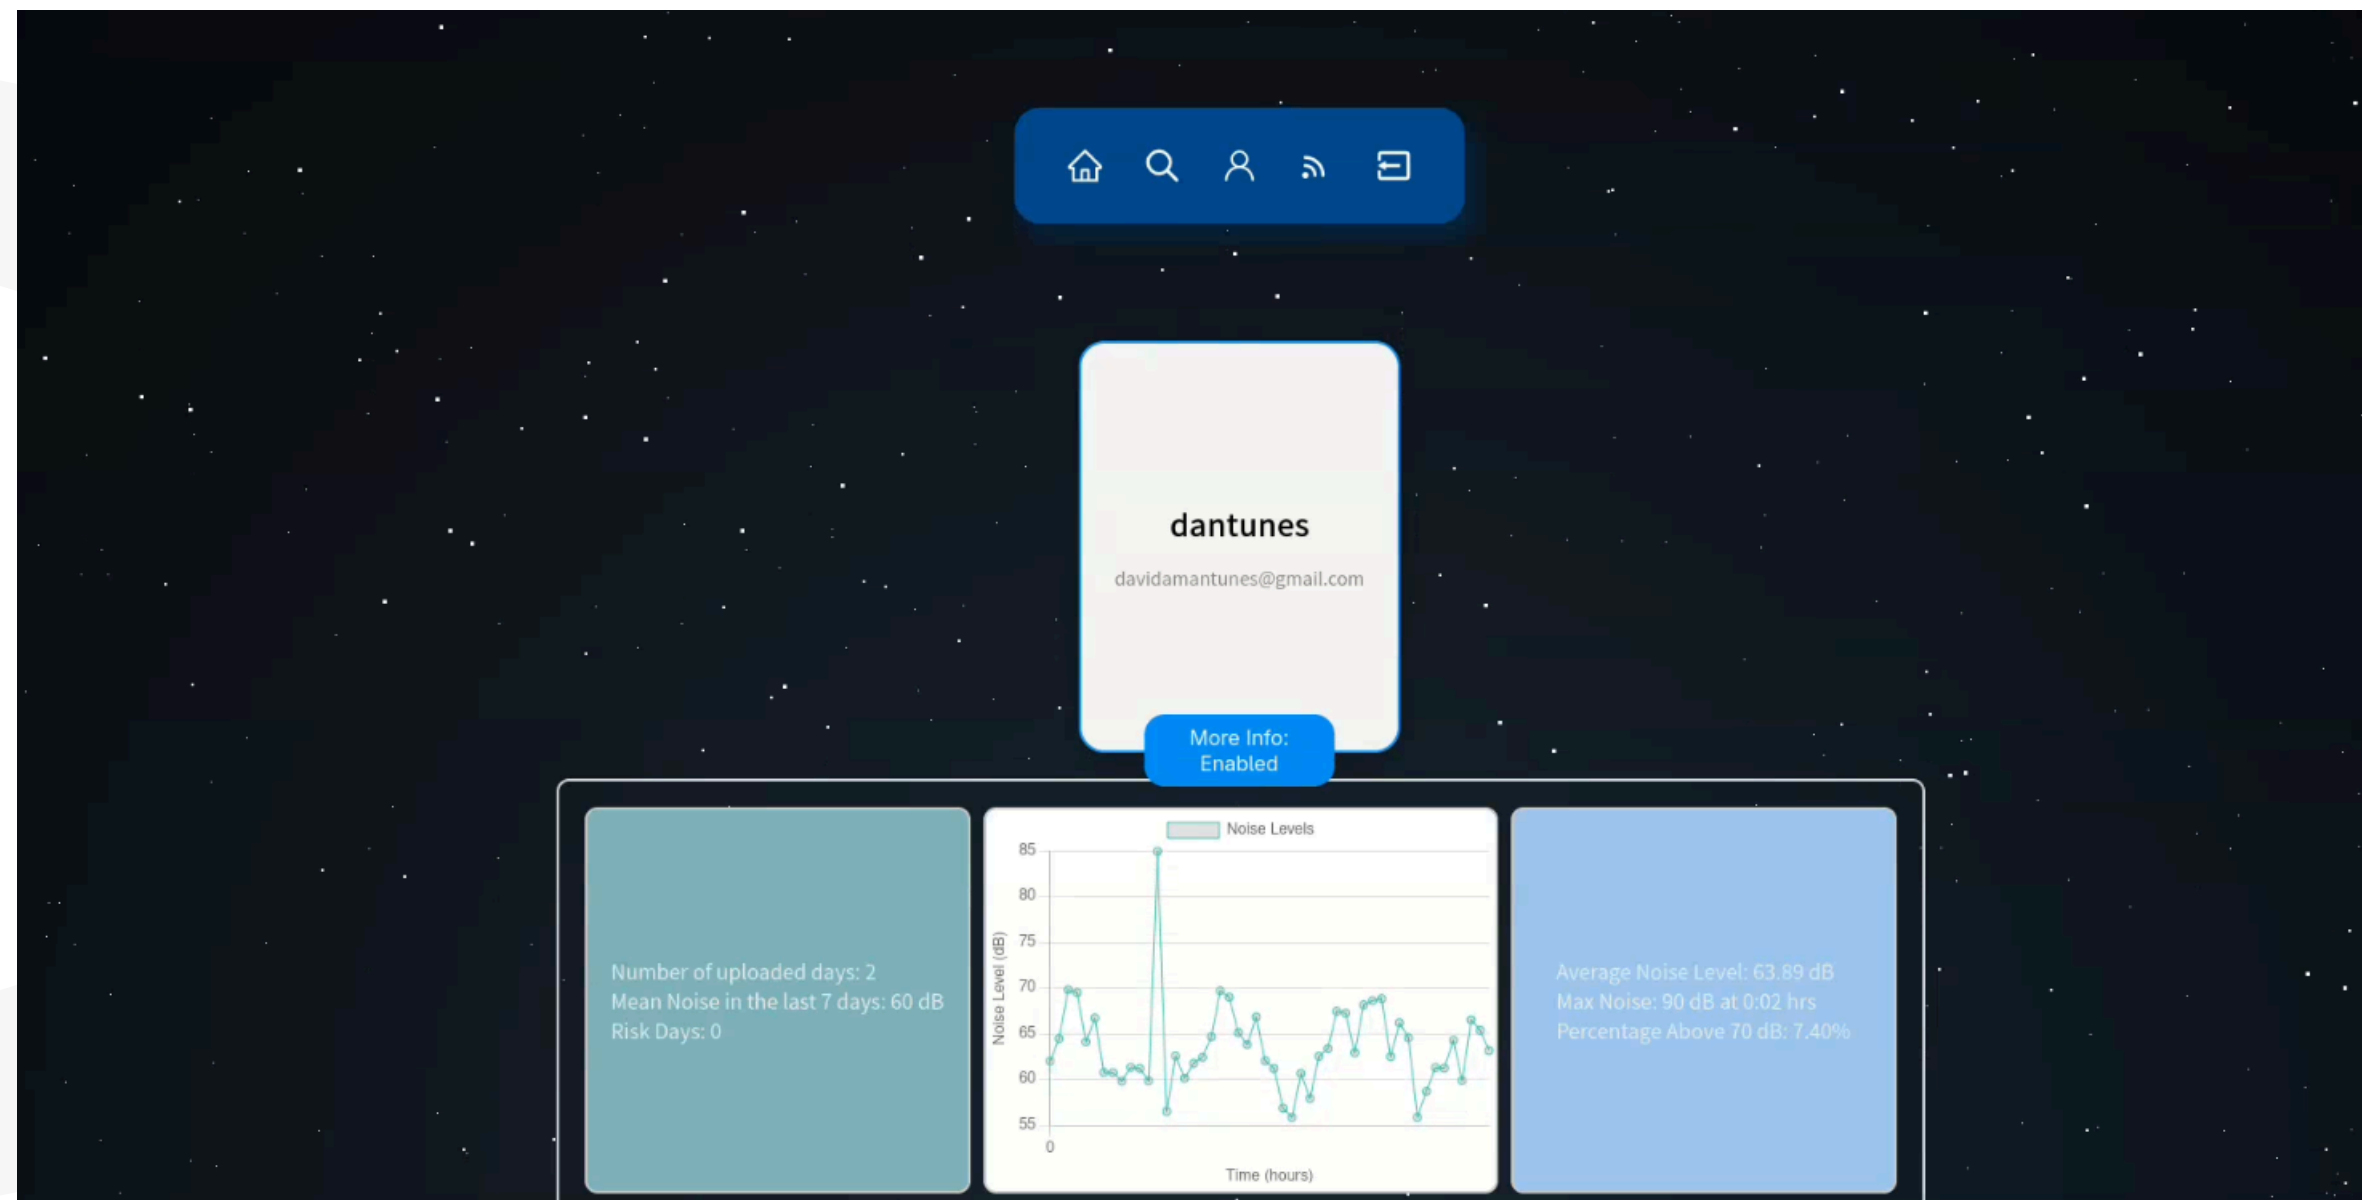 dantunes
davidamantunes@gmail.com
More Info:
Enabled
Number of uploaded days: 2
Mean Noise in the last 7 days: 60 dB
Risk Days: 0
Noise Levels
85
80
75
70
65
60
55
Noise Level (dB)
0
Time (hours)
Average Noise Level: 63.89 dB
Max Noise: 90 dB at 0:02 hrs
Percentage Above 70 dB: 7.40%